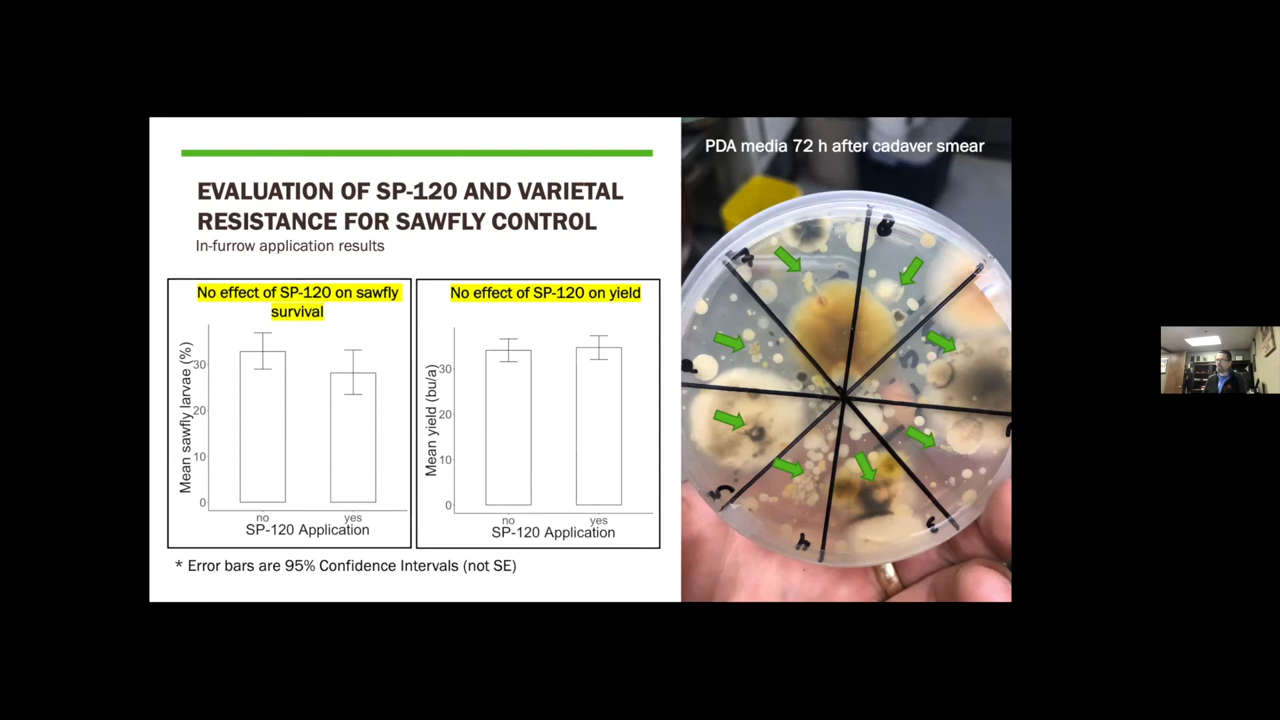 EVALUATION OF SP-120 AND VARIETAL
RESISTANCE FOR SAWFLY CONTROL
In-furrow application results
No effect of SP-120 on sawfly
survival
Mean sawfly larvae (%)
30
20
10
0
no
yes
SP-120 Application
No effect of SP-120 on yield
Mean yield (bu/a)
30
20
10
0
no
yes
SP-120 Application
* Error bars are 95% Confidence Intervals (not SE)
PDA media 72 h after cadaver smear
8
4